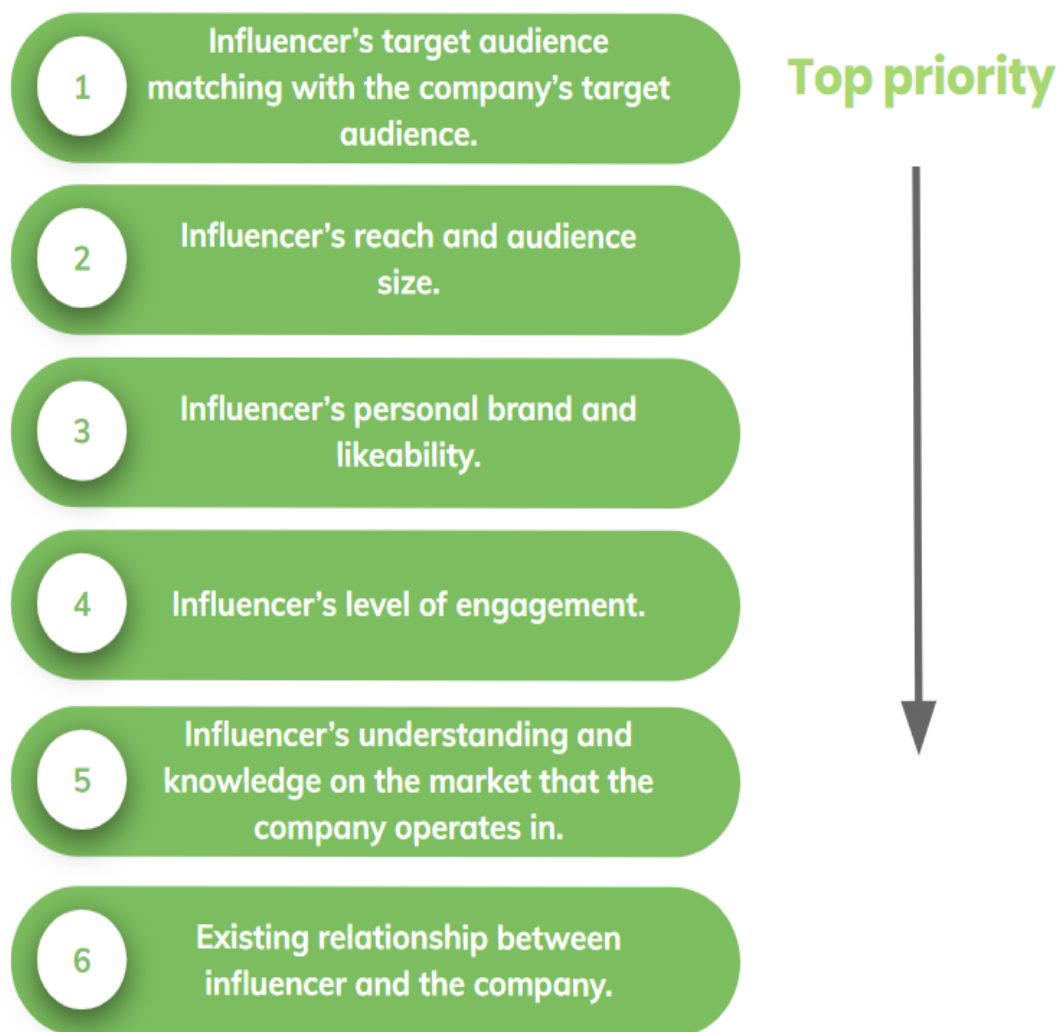 Influencer’s target audience
1
matching with the company’s target
audience.
Top priority
Influencer’s reach and audience
2
size.
Influencer’s personal brand and
3
likeability.
4
Influencer’s level of engagement.
Influencer’s understanding and
5
knowledge on the market that the
company operates in.
Existing relationship between
6
influencer and the company.